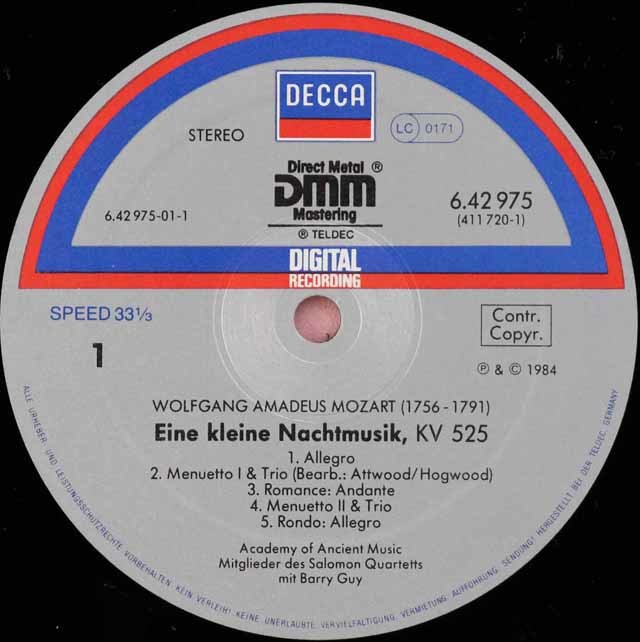 DECCA
STEREO
LC 0171
Direct Metal ®
DMM
Mastering
® TELDEC
6.42 975-01-1
6.42 975
(411 720-1)
DIGITAL
RECORDING
SPEED 33⅓
Contr.
Copyr.
1
Ⓟ & © 1984
WOLFGANG AMADEUS MOZART (1756-1791)
Eine kleine Nachtmusik, KV 525
1. Allegro
2. Menuetto I & Trio (Bearb.: Attwood/Hogwood)
3. Romance: Andante
4. Menuetto II & Trio
5. Rondo: Allegro
Academy of Ancient Music
Mitglieder des Salomon Quartetts
mit Barry Guy
ALLE URHEBER- UND LEISTUNGSSCHUTZRECHTE VORBEHALTEN. KEIN VERLEIH! KEINE UNERLAUBTE VERVIELFÄLTIGUNG, VERMIETUNG, AUFFÜHRUNG, SENDUNG! HERGESTELLT BEI DER TELDEC, GERMANY